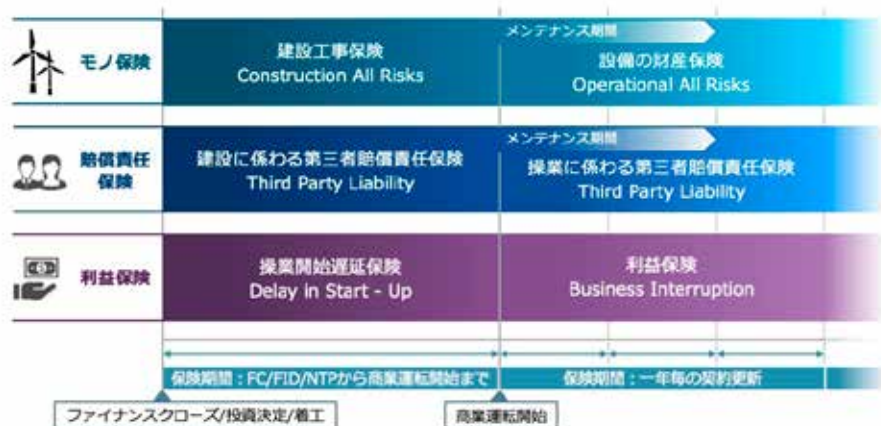 モノ保険
建設工事保険
Construction All Risks
メンテナンス期間
設備の財産保険
Operational All Risks
賠償責任
保険
建設に係わる第三者賠償責任保険
Third Party Liability
メンテナンス期間
操業に係わる第三者賠償責任保険
Third Party Liability
利益保険
操業開始遅延保険
Delay in Start - Up
利益保険
Business Interruption
保険期間：FC/FID/NTPから商業運転開始まで
保険期間：一年毎の契約更新
ファイナンスクローズ/投資決定/着工
商業運転開始